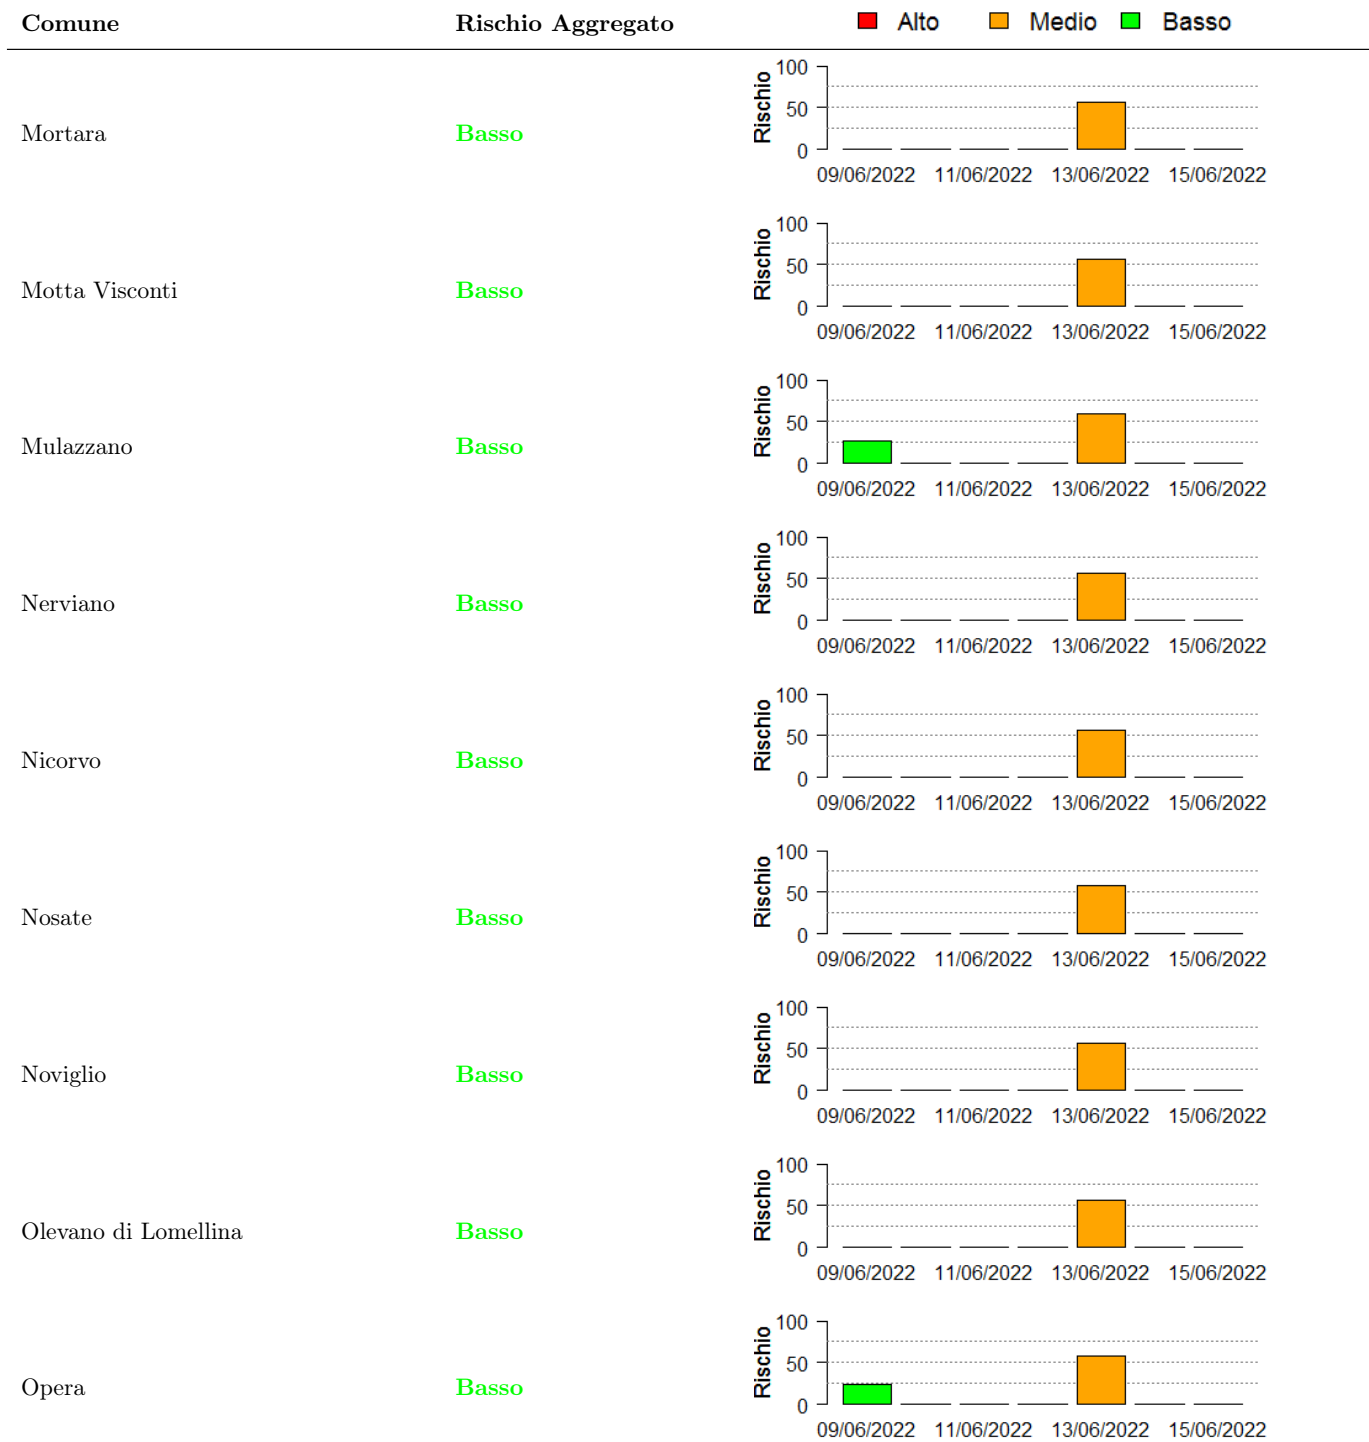 Comune Rischio Aggregato Alto Medio Basso
100
50
0
Rischio
Mortara Basso
09/06/2022 11/06/2022 13/06/2022 15/06/2022
100
50
0
Rischio
Motta Visconti Basso
09/06/2022 11/06/2022 13/06/2022 15/06/2022
100
50
0
Rischio
Mulazzano Basso
09/06/2022 11/06/2022 13/06/2022 15/06/2022
100
50
0
Rischio
Nerviano Basso
09/06/2022 11/06/2022 13/06/2022 15/06/2022
100
50
0
Rischio
Nicorvo Basso
09/06/2022 11/06/2022 13/06/2022 15/06/2022
100
50
0
Rischio
Nosate Basso
09/06/2022 11/06/2022 13/06/2022 15/06/2022
100
50
0
Rischio
Noviglio Basso
09/06/2022 11/06/2022 13/06/2022 15/06/2022
100
50
0
Rischio
Olevano di Lomellina Basso
09/06/2022 11/06/2022 13/06/2022 15/06/2022
100
50
0
Rischio
Opera Basso
09/06/2022 11/06/2022 13/06/2022 15/06/2022